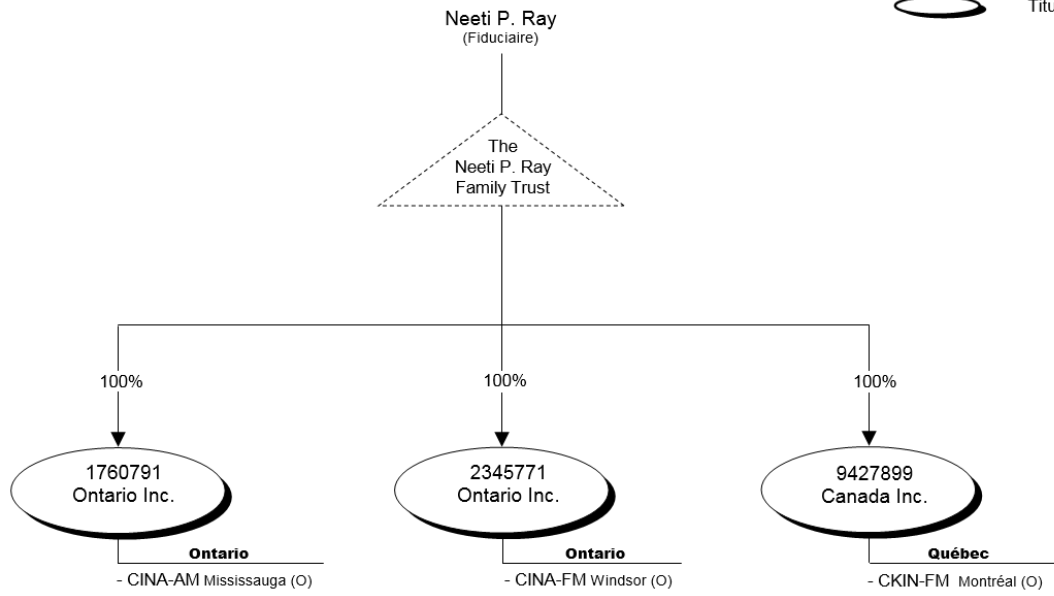 Neeti P. Ray
(Fiduciaire)
The
Neeti P. Ray
Family Trust
100%
100%
100%
1760791
Ontario Inc.
2345771
Ontario Inc.
9427899
Canada Inc.
Ontario
- CINA-AM Mississauga (O)
Ontario
- CINA-FM Windsor (O)
Québec
- CKIN-FM Montréal (O)